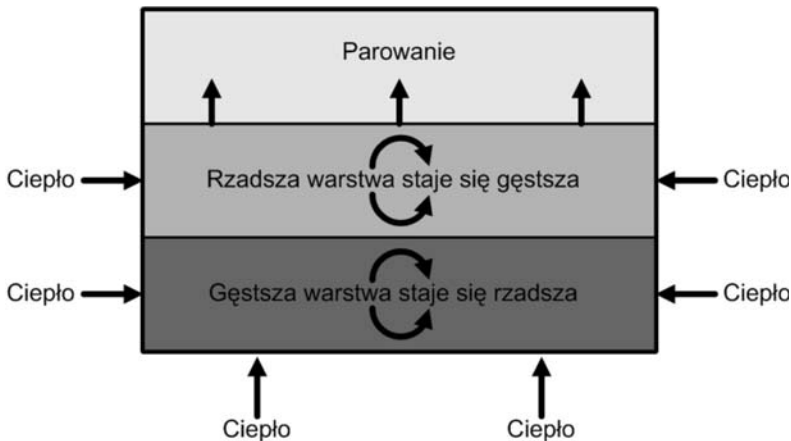 Parowanie
Ciepło
Rzadsza warstwa staje się gęstsza
Ciepło
Ciepło
Gęstsza warstwa staje się rzadsza
Ciepło
Ciepło
Ciepło